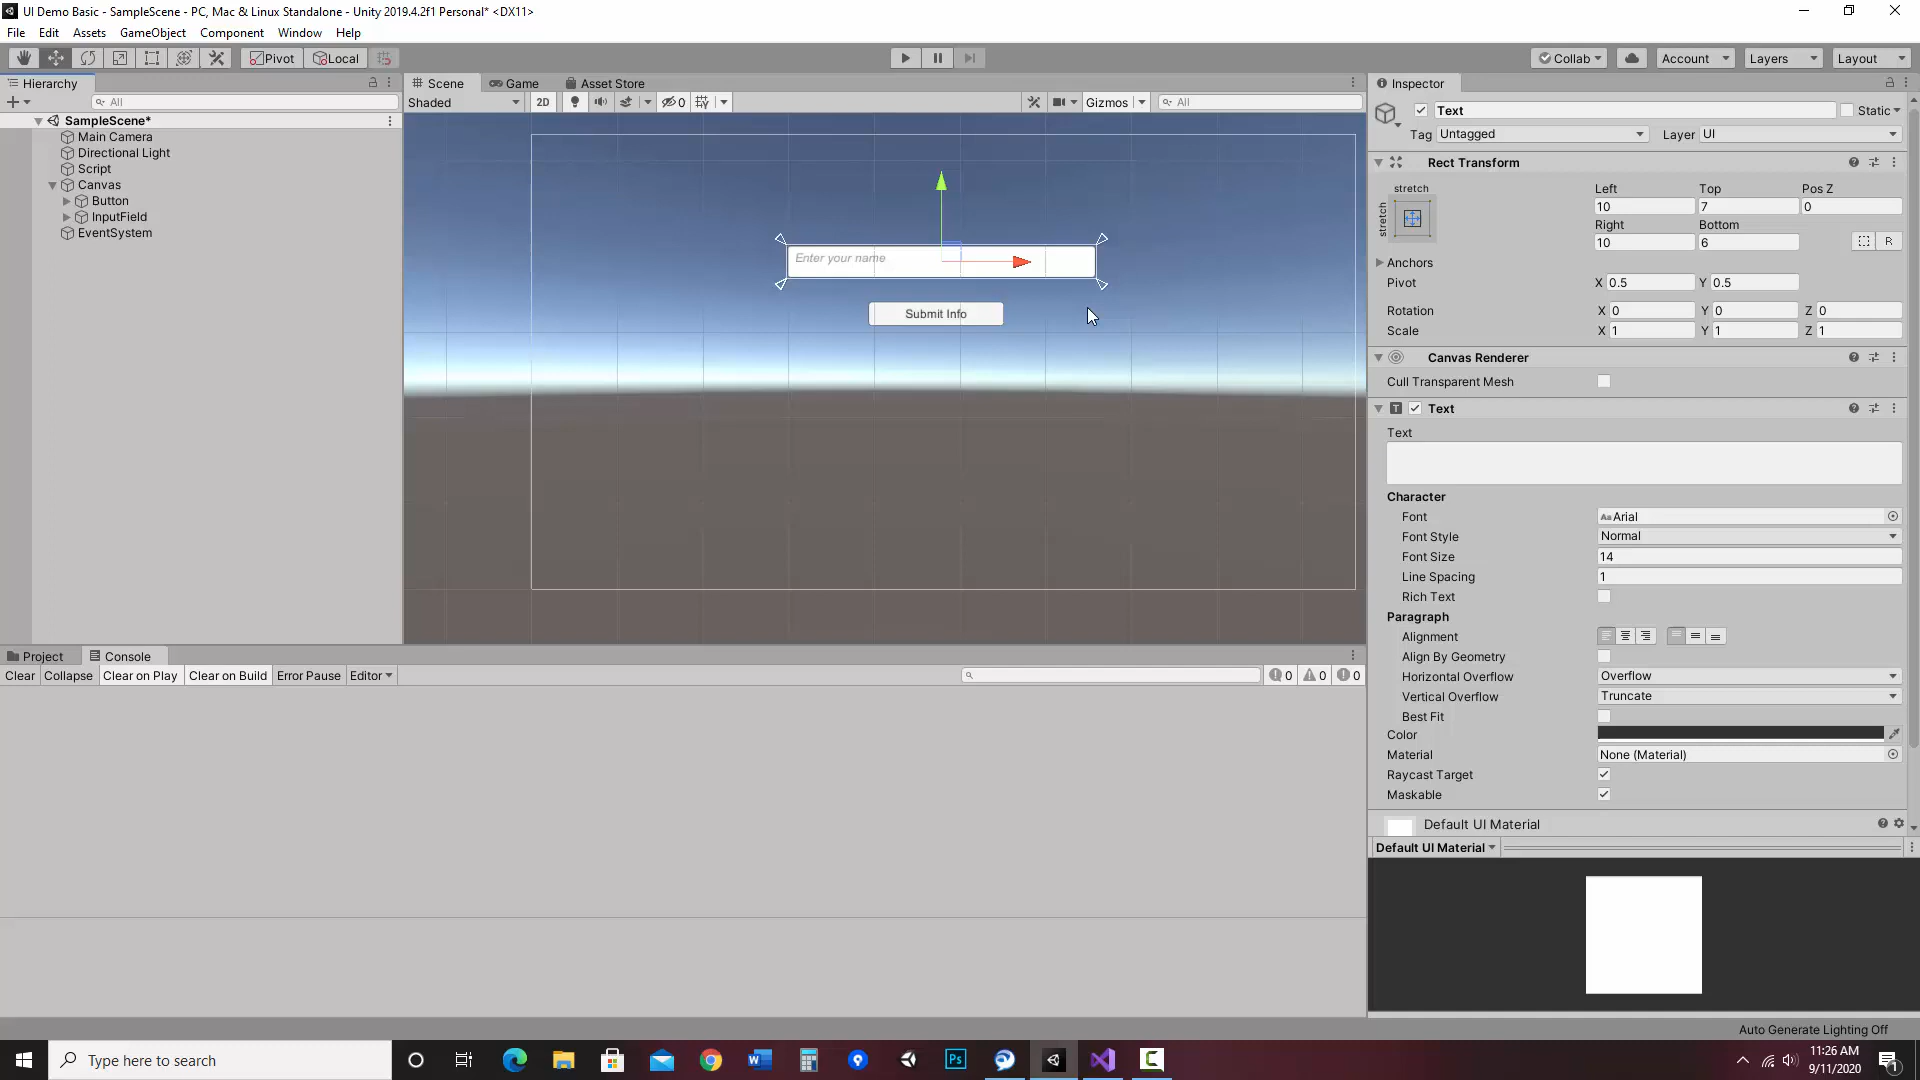 UI Demo Basic - SampleScene - PC, Mac & Linux Standalone - Unity 2019.4.2f1 Personal* <DX11>
File Edit Assets GameObject Component Window Help
Pivot Local Collab Account Layers Layout
Hierarchy
All
SampleScene*
Main Camera
Directional Light
Script
Canvas
Button
InputField
EventSystem
Scene Game Asset Store
Shaded 2D 0 Gizmos All
Enter your name
Submit Info
Project Console
Clear Collapse Clear on Play Clear on Build Error Pause Editor 0 0 0
Inspector
Text Static
Tag Untagged Layer UI
Rect Transform
stretch
stretch
Left Top Pos Z
10 7 0
Right Bottom
10 6 R
Anchors
Pivot X 0.5 Y 0.5
Rotation X 0 Y 0 Z 0
Scale X 1 Y 1 Z 1
Canvas Renderer
Cull Transparent Mesh
T Text
Text
Character
Font Aa Arial
Font Style Normal
Font Size 14
Line Spacing 1
Rich Text
Paragraph
Alignment
Align By Geometry
Horizontal Overflow Overflow
Vertical Overflow Truncate
Best Fit
Color
Material None (Material)
Raycast Target
Maskable
Default UI Material
Default UI Material
Auto Generate Lighting Off
Type here to search
W Ps
11:26 AM
9/11/2020
1